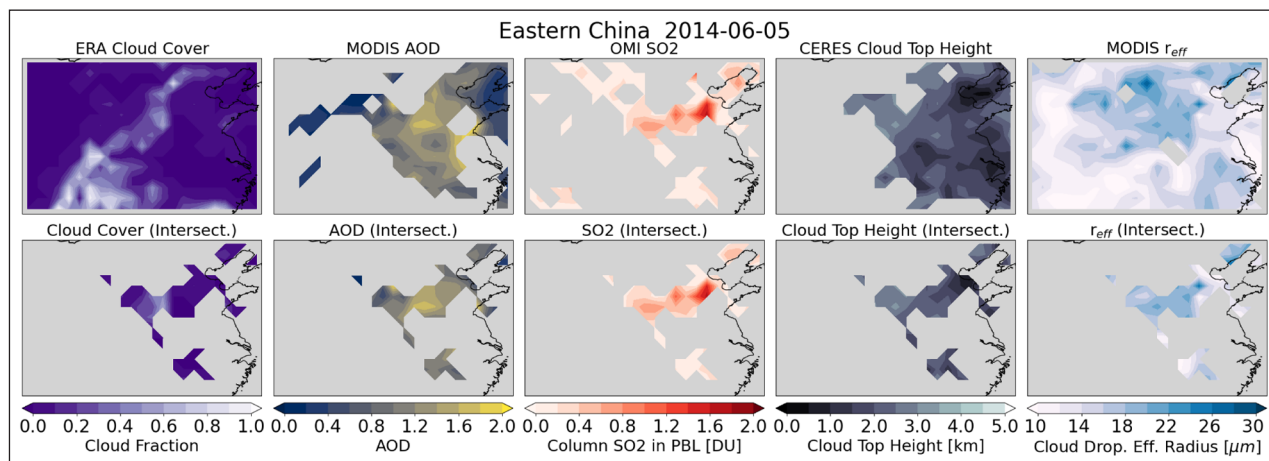 Eastern China 2014-06-05
ERA Cloud Cover
MODIS AOD
OMI SO2
CERES Cloud Top Height
MODIS r_eff
Cloud Cover (Intersect.)
AOD (Intersect.)
SO2 (Intersect.)
Cloud Top Height (Intersect.)
r_eff (Intersect.)
0.0 0.2 0.4 0.6 0.8 1.0
Cloud Fraction
0.0 0.4 0.8 1.2 1.6 2.0
AOD
0.0 0.4 0.8 1.2 1.6 2.0
Column SO2 in PBL [DU]
0.0 1.0 2.0 3.0 4.0 5.0
Cloud Top Height [km]
10 14 18 22 26 30
Cloud Drop. Eff. Radius [μm]